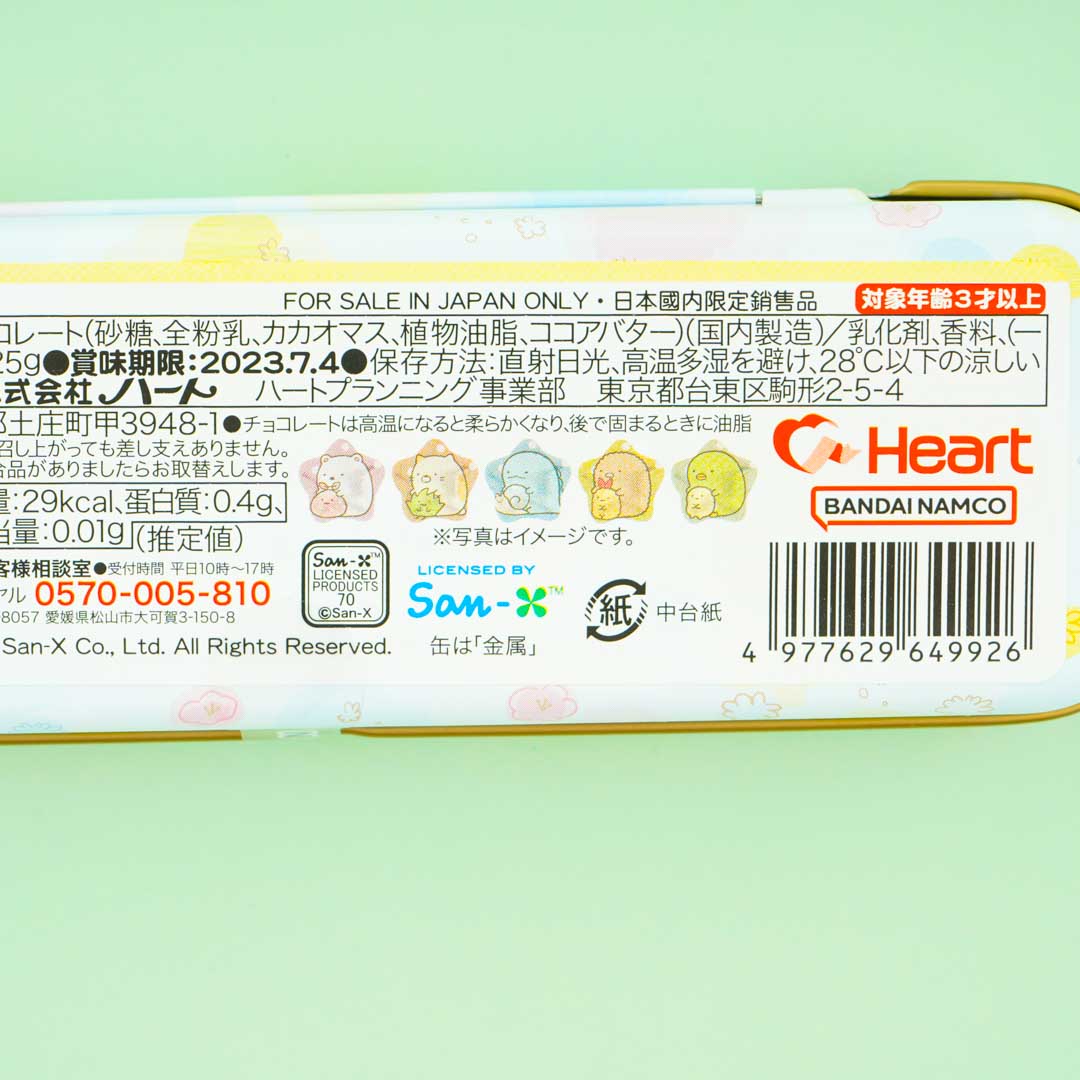 FOR SALE IN JAPAN ONLY・日本國内限定銷售品 対象年齢3才以上
コレート(砂糖、全粉乳、カカオマス、植物油脂、ココアバター)(国内製造)/乳化剤、香料、(一
25g●賞味期限:2023.7.4●保存方法:直射日光、高温多湿を避け、28℃以下の涼しい
式会社ハート ハートプランニング事業部 東京都台東区駒形2-5-4
郡土庄町甲3948-1●チョコレートは高温になると柔らかくなり、後で固まるときに油脂
召し上がっても差し支えありません。
合品がありましたらお取替えします。
Heart
BANDAI NAMCO
量:29kcal、蛋白質:0.4g、
当量:0.01g (推定値)
※写真はイメージです。
客様相談室●受付時間 平日10時〜17時
ヤル 0570-005-810
-8057 愛媛県松山市大可賀3-150-8
San-X Co., Ltd. All Rights Reserved.
San-X™
LICENSED
PRODUCTS
70
©San-X
LICENSED BY
San-X™
缶は「金属」
紙 中台紙
4 977629 649926